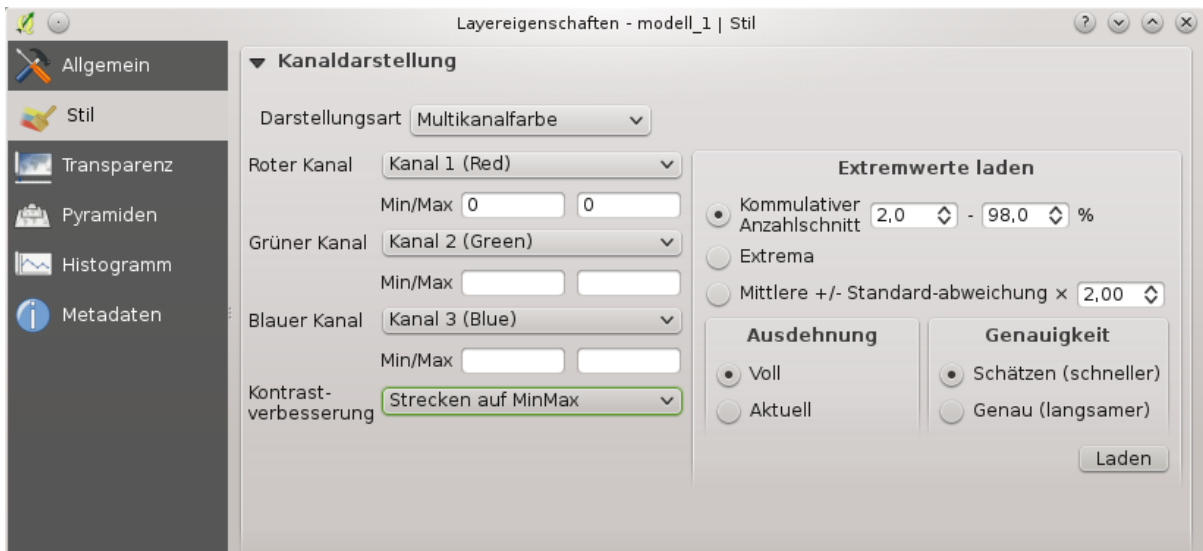 Layereigenschaften - modell_1 | Stil
Allgemein
Stil
Transparenz
Pyramiden
Histogramm
Metadaten
Kanaldarstellung
Darstellungsart Multikanalfarbe
Roter Kanal Kanal 1 (Red)
Min/Max 0 0
Grüner Kanal Kanal 2 (Green)
Min/Max
Blauer Kanal Kanal 3 (Blue)
Min/Max
Kontrast-
verbesserung Strecken auf MinMax
Extremwerte laden
Kommulativer
Anzahlschnitt 2,0 - 98,0 %
Extrema
Mittlere +/- Standard-abweichung × 2,00
Ausdehnung
Voll
Aktuell
Genauigkeit
Schätzen (schneller)
Genau (langsamer)
Laden